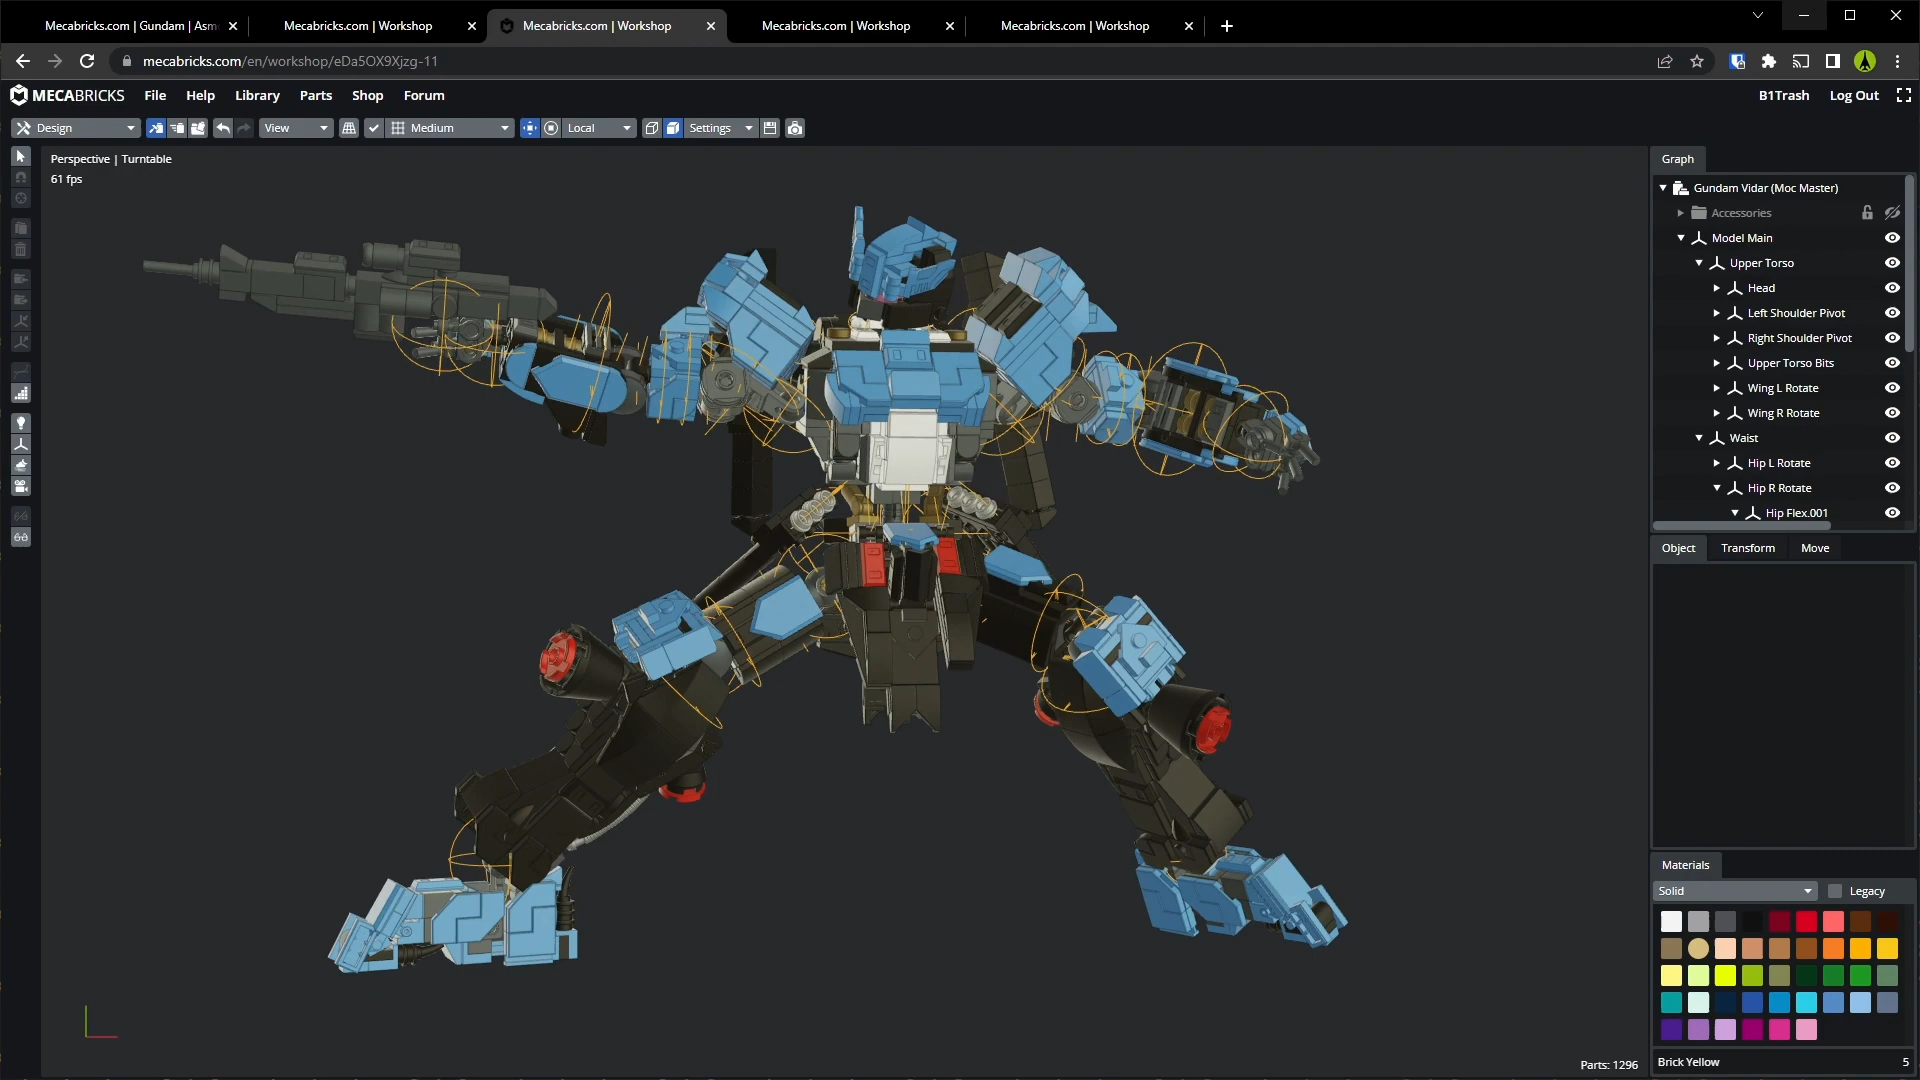 Mecabricks.com | Gundam | Asm
Mecabricks.com | Workshop
Mecabricks.com | Workshop
Mecabricks.com | Workshop
Mecabricks.com | Workshop
mecabricks.com/en/workshop/eDa5OX9Xjzg-11
MECABRICKS File Help Library Parts Shop Forum B1Trash Log Out
Design View Medium Local Settings
Perspective | Turntable
61 fps
Graph
Gundam Vidar (Moc Master)
Accessories
Model Main
Upper Torso
Head
Left Shoulder Pivot
Right Shoulder Pivot
Upper Torso Bits
Wing L Rotate
Wing R Rotate
Waist
Hip L Rotate
Hip R Rotate
Hip Flex.001
Object Transform Move
Materials
Solid Legacy
Parts: 1296
Brick Yellow 5